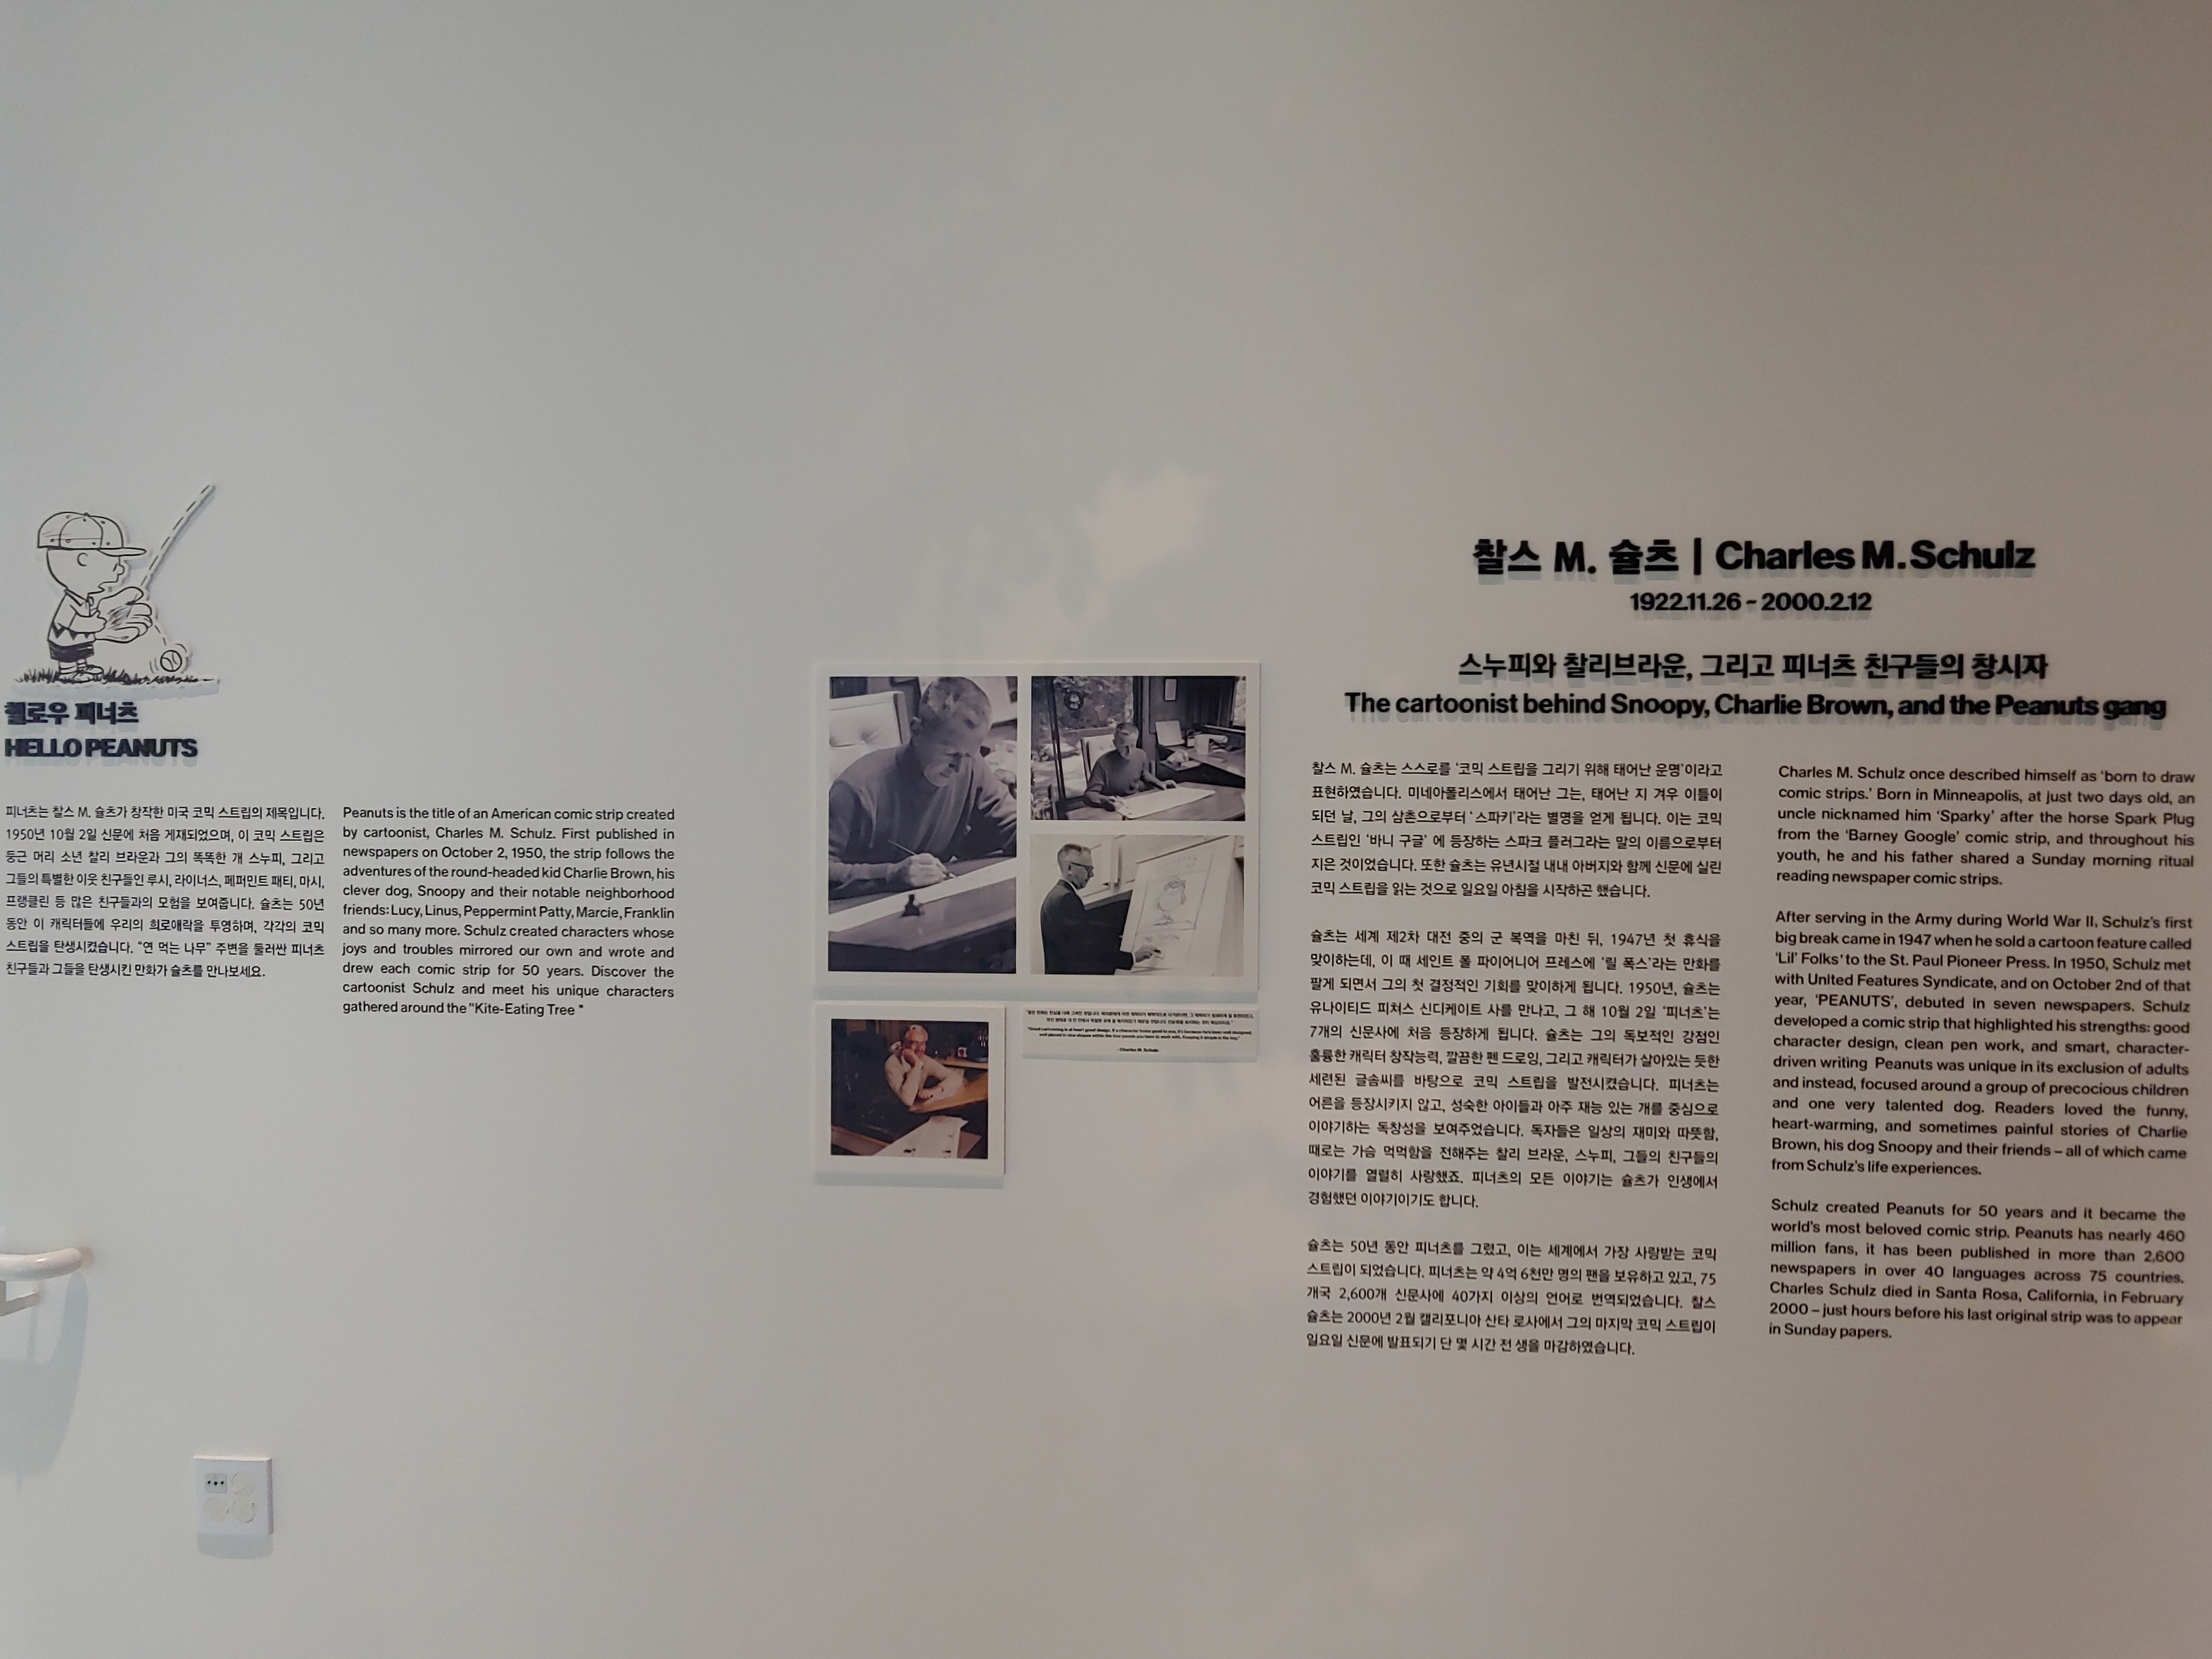 헬로우 피너츠
HELLO PEANUTS
피너츠는 찰스 M. 슐츠가 창작한 미국 코믹 스트립의 제목입니다.
1950년 10월 2일 신문에 처음 게재되었으며, 이 코믹 스트립은
둥근 머리 소년 찰리 브라운과 그의 똑똑한 개 스누피, 그리고
그들의 특별한 이웃 친구들인 루시, 라이너스, 페퍼민트 패티, 마시,
프랭클린 등 많은 친구들과의 모험을 보여줍니다. 슐츠는 50년
동안 이 캐릭터들에 우리의 희로애락을 투영하며, 각각의 코믹
스트립을 탄생시켰습니다. “연 먹는 나무” 주변을 둘러싼 피너츠
친구들과 그들을 탄생시킨 만화가 슐츠를 만나보세요.
Peanuts is the title of an American comic strip created
by cartoonist, Charles M. Schulz. First published in
newspapers on October 2, 1950, the strip follows the
adventures of the round-headed kid Charlie Brown, his
clever dog, Snoopy and their notable neighborhood
friends: Lucy, Linus, Peppermint Patty, Marcie, Franklin
and so many more. Schulz created characters whose
joys and troubles mirrored our own and wrote and
drew each comic strip for 50 years. Discover the
cartoonist Schulz and meet his unique characters
gathered around the "Kite-Eating Tree "
"Good cartooning is at heart good design. If a character looks good to you, it's because he's been well designed,
well placed in nice shapes within the four panels you have to work with. Keeping it simple is the key."
-Charles M. Schulz-
찰스 M. 슐츠 | Charles M. Schulz
1922.11.26 - 2000.2.12
스누피와 찰리브라운, 그리고 피너츠 친구들의 창시자
The cartoonist behind Snoopy, Charlie Brown, and the Peanuts gang
찰스 M. 슐츠는 스스로를 ‘코믹 스트립을 그리기 위해 태어난 운명’이라고
표현하였습니다. 미네아폴리스에서 태어난 그는, 태어난 지 겨우 이틀이
되던 날, 그의 삼촌으로부터 ‘ 스파키’라는 별명을 얻게 됩니다. 이는 코믹
스트립인 ‘바니 구글’ 에 등장하는 스파크 플러그라는 말의 이름으로부터
지은 것이었습니다. 또한 슐츠는 유년시절 내내 아버지와 함께 신문에 실린
코믹 스트립을 읽는 것으로 일요일 아침을 시작하곤 했습니다.
슐츠는 세계 제2차 대전 중의 군 복역을 마친 뒤, 1947년 첫 휴식을
맞이하는데, 이 때 세인트 폴 파이어니어 프레스에 ‘릴 폭스’라는 만화를
팔게 되면서 그의 첫 결정적인 기회를 맞이하게 됩니다. 1950년, 슐츠는
유나이티드 피쳐스 신디케이트 사를 만나고, 그 해 10월 2일 ‘피너츠’는
7개의 신문사에 처음 등장하게 됩니다. 슐츠는 그의 독보적인 강점인
훌륭한 캐릭터 창작능력, 깔끔한 펜 드로잉, 그리고 캐릭터가 살아있는 듯한
세련된 글솜씨를 바탕으로 코믹 스트립을 발전시켰습니다. 피너츠는
어른을 등장시키지 않고, 성숙한 아이들과 아주 재능 있는 개를 중심으로
이야기하는 독창성을 보여주었습니다. 독자들은 일상의 재미와 따뜻함,
때로는 가슴 먹먹함을 전해주는 찰리 브라운, 스누피, 그들의 친구들의
이야기를 열렬히 사랑했죠. 피너츠의 모든 이야기는 슐츠가 인생에서
경험했던 이야기이기도 합니다.
슐츠는 50년 동안 피너츠를 그렸고, 이는 세계에서 가장 사랑받는 코믹
스트립이 되었습니다. 피너츠는 약 4억 6천만 명의 팬을 보유하고 있고, 75
개국 2,600개 신문사에 40가지 이상의 언어로 번역되었습니다. 찰스
슐츠는 2000년 2월 캘리포니아 산타 로사에서 그의 마지막 코믹 스트립이
일요일 신문에 발표되기 단 몇 시간 전 생을 마감하였습니다.
Charles M. Schulz once described himself as ‘born to draw
comic strips.’ Born in Minneapolis, at just two days old, an
uncle nicknamed him ‘Sparky’ after the horse Spark Plug
from the ‘Barney Google’ comic strip, and throughout his
youth, he and his father shared a Sunday morning ritual
reading newspaper comic strips.
After serving in the Army during World War II, Schulz’s first
big break came in 1947 when he sold a cartoon feature called
‘Lil’ Folks’ to the St. Paul Pioneer Press. In 1950, Schulz met
with United Features Syndicate, and on October 2nd of that
year, ‘PEANUTS’, debuted in seven newspapers. Schulz
developed a comic strip that highlighted his strengths: good
character design, clean pen work, and smart, character-
driven writing Peanuts was unique in its exclusion of adults
and instead, focused around a group of precocious children
and one very talented dog. Readers loved the funny,
heart-warming, and sometimes painful stories of Charlie
Brown, his dog Snoopy and their friends – all of which came
from Schulz’s life experiences.
Schulz created Peanuts for 50 years and it became the
world’s most beloved comic strip. Peanuts has nearly 460
million fans, it has been published in more than 2,600
newspapers in over 40 languages across 75 countries.
Charles Schulz died in Santa Rosa, California, in February
2000 – just hours before his last original strip was to appear
in Sunday papers.